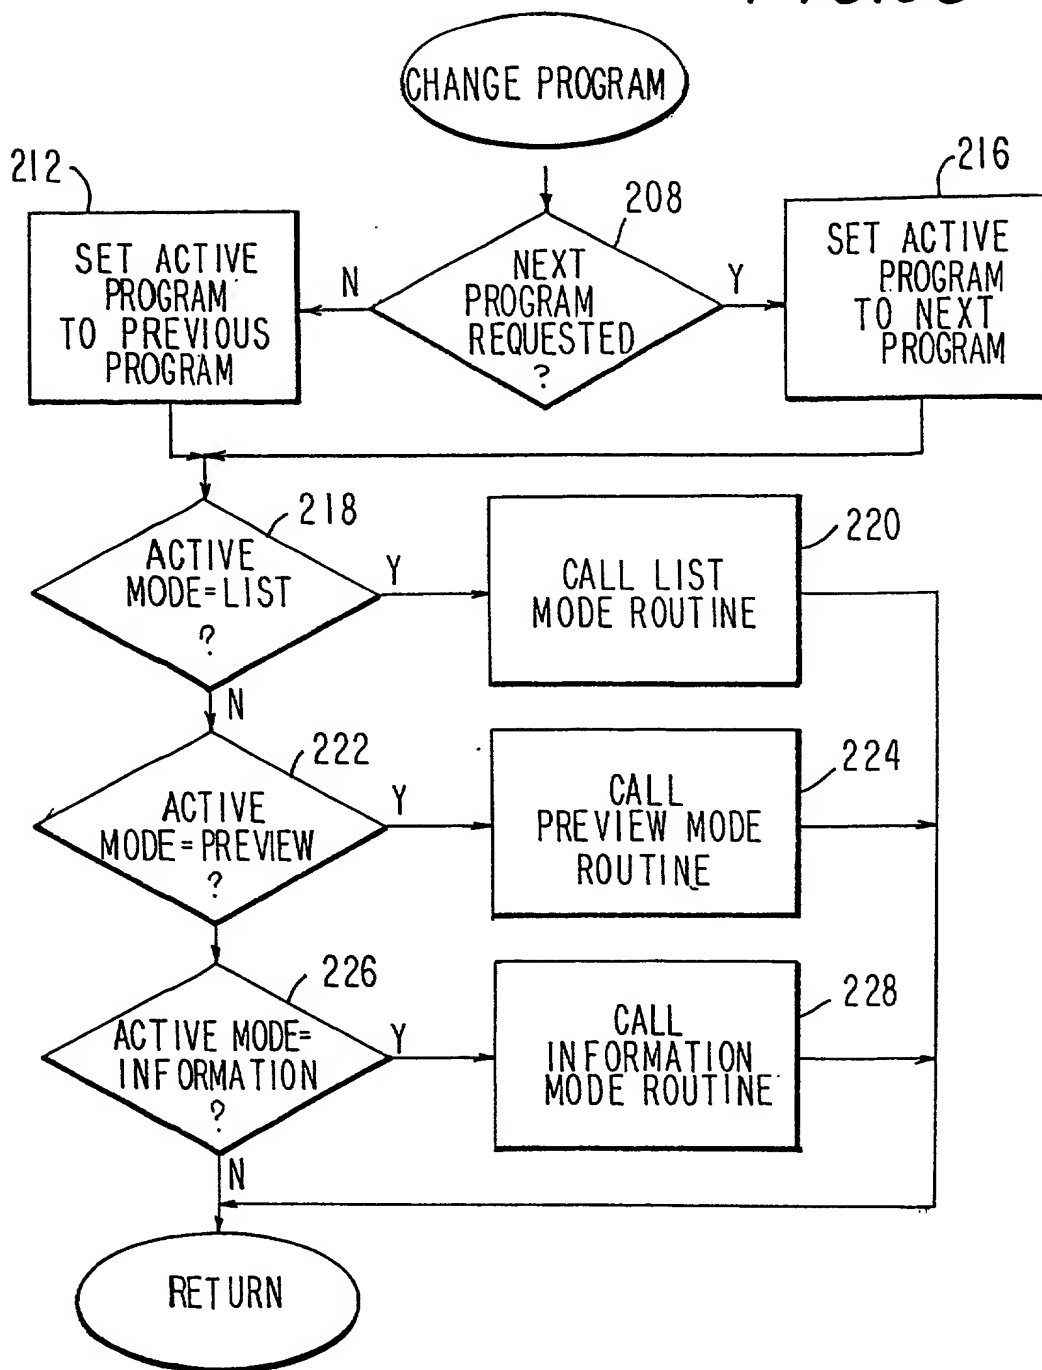 CHANGE PROGRAM
212
208
216
SET ACTIVE
PROGRAM
TO PREVIOUS
PROGRAM
N
NEXT
PROGRAM
REQUESTED
?
Y
SET ACTIVE
PROGRAM
TO NEXT
PROGRAM
218
ACTIVE
MODE=LIST
?
Y
N
220
CALL LIST
MODE ROUTINE
222
ACTIVE
MODE=PREVIEW
?
Y
224
CALL
PREVIEW MODE
ROUTINE
226
ACTIVE MODE=
INFORMATION
?
Y
N
228
CALL
INFORMATION
MODE ROUTINE
RETURN